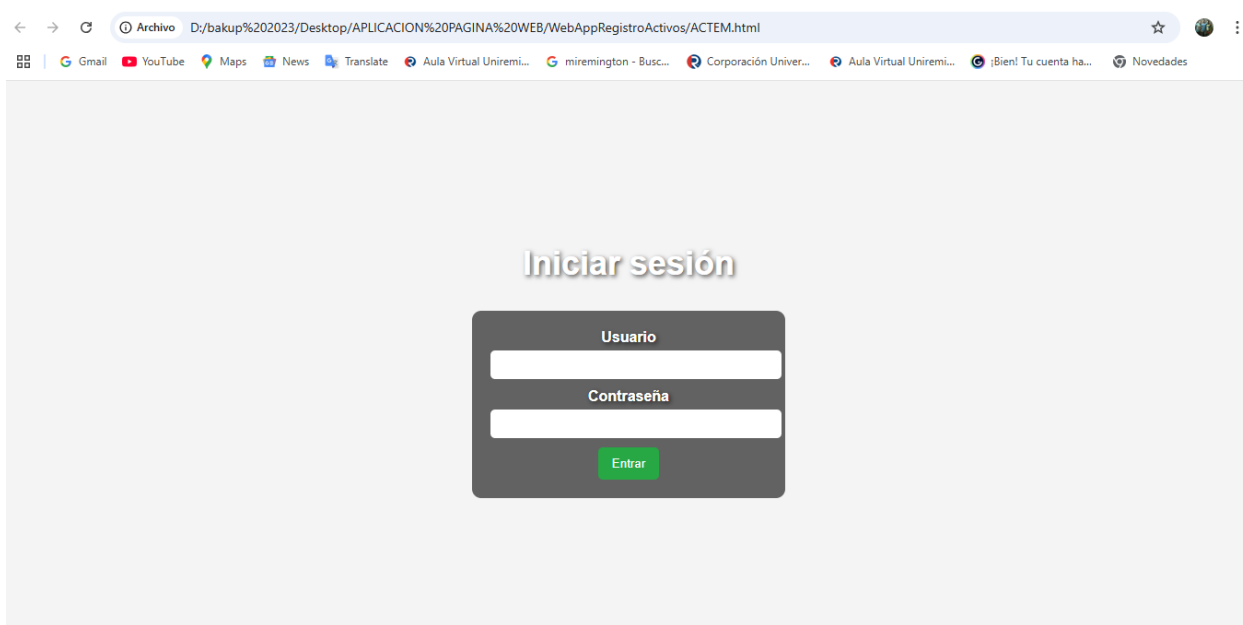 Archivo D:/bakup%202023/Desktop/APLICACION%20PAGINA%20WEB/WebAppRegistroActivos/ACTEM.html
Gmail YouTube Maps News Translate Aula Virtual Uniremi... miremington - Busc... Corporación Univer... Aula Virtual Uniremi... ¡Bien! Tu cuenta ha... Novedades
Iniciar sesión
Usuario
Contraseña
Entrar